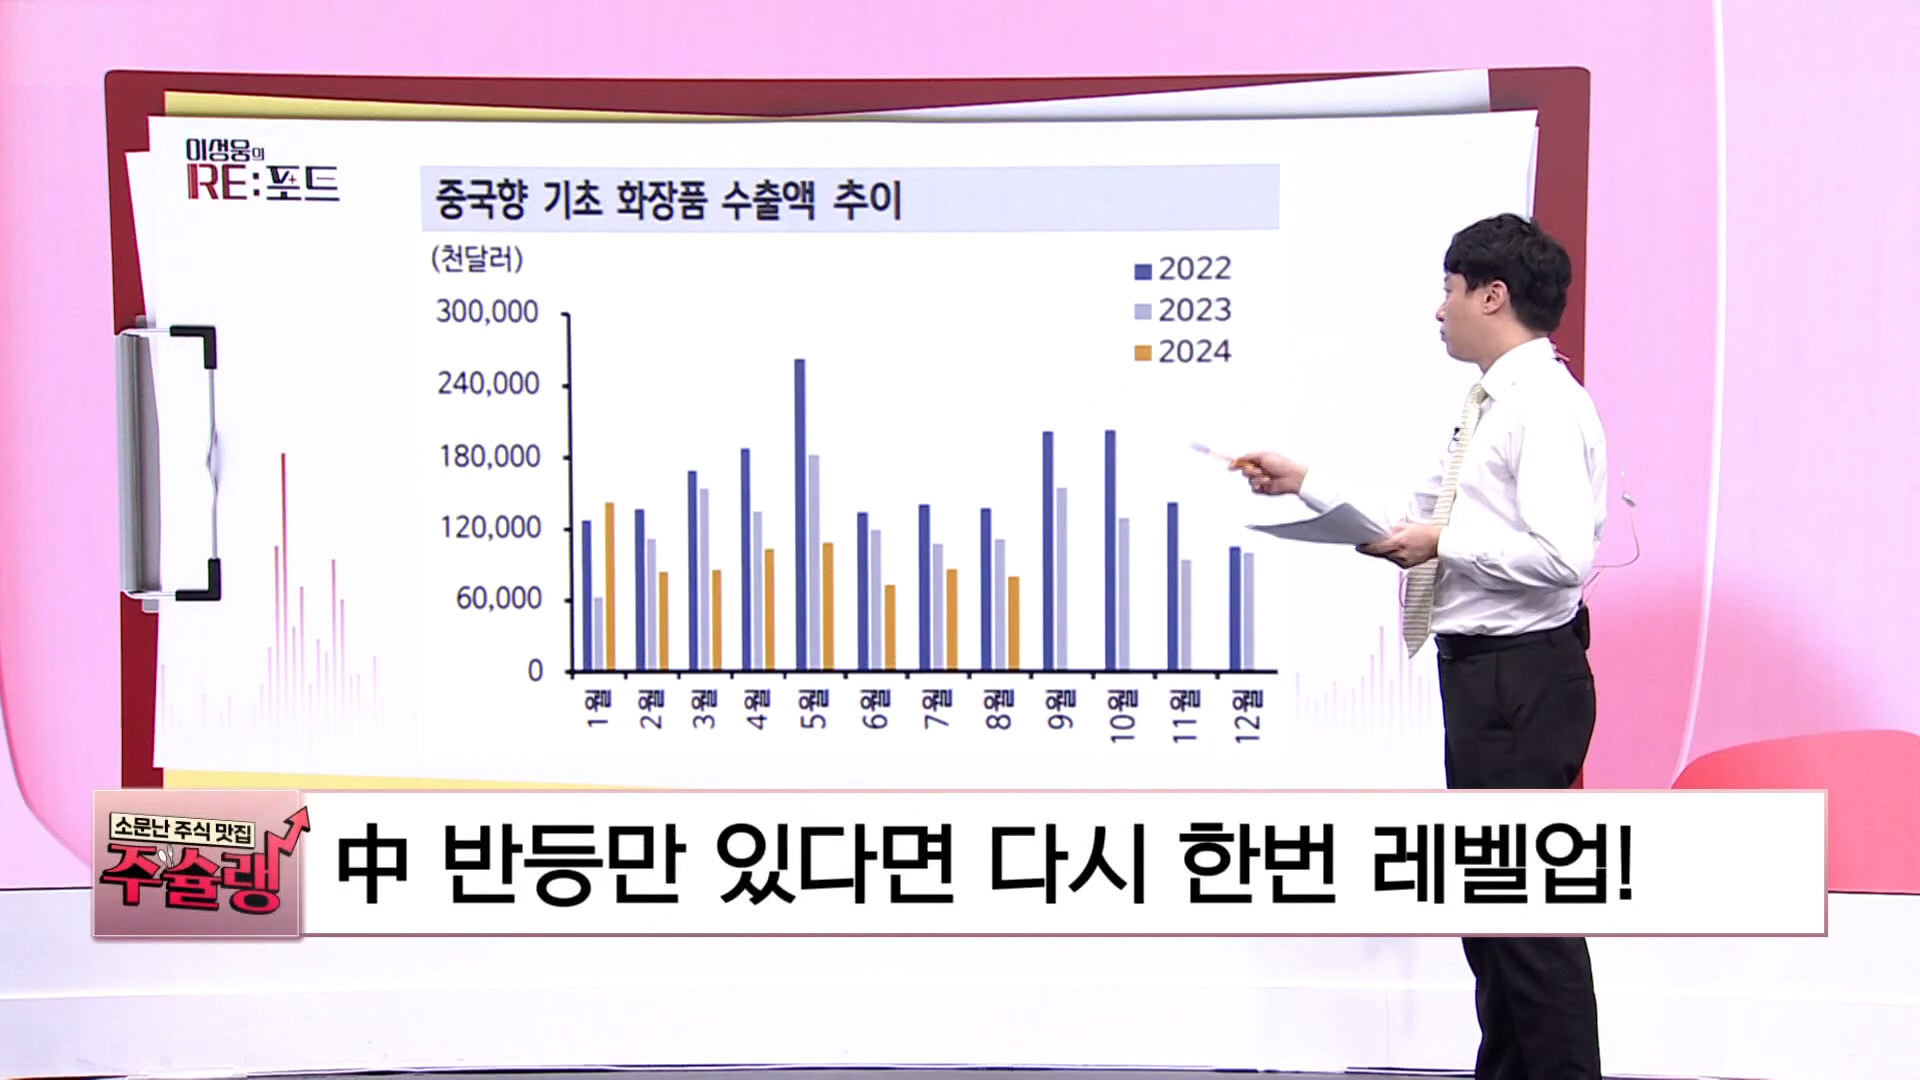 이성웅의
RE:포트
중국향 기초 화장품 수출액 추이
(천달러)
2022
2023
2024
300,000
240,000
180,000
120,000
60,000
0
1월 2월 3월 4월 5월 6월 7월 8월 9월 10월 11월 12월
소문난 주식 맛집
주슐랭
中 반등만 있다면 다시 한번 레벨업!